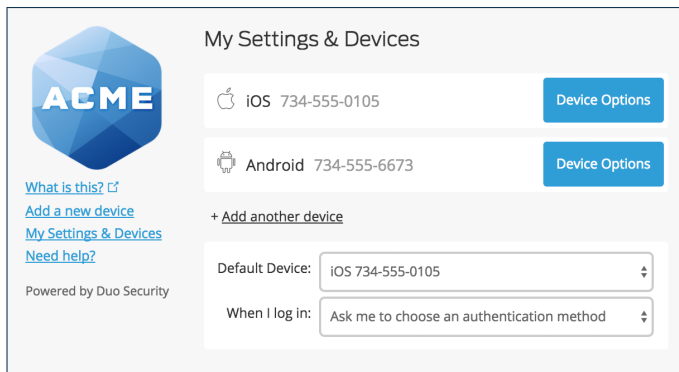 ACME
What is this?
Add a new device
My Settings & Devices
Need help?
Powered by Duo Security
My Settings & Devices
iOS 734-555-0105
Device Options
Android 734-555-6673
Device Options
+ Add another device
Default Device: iOS 734-555-0105
When I log in: Ask me to choose an authentication method